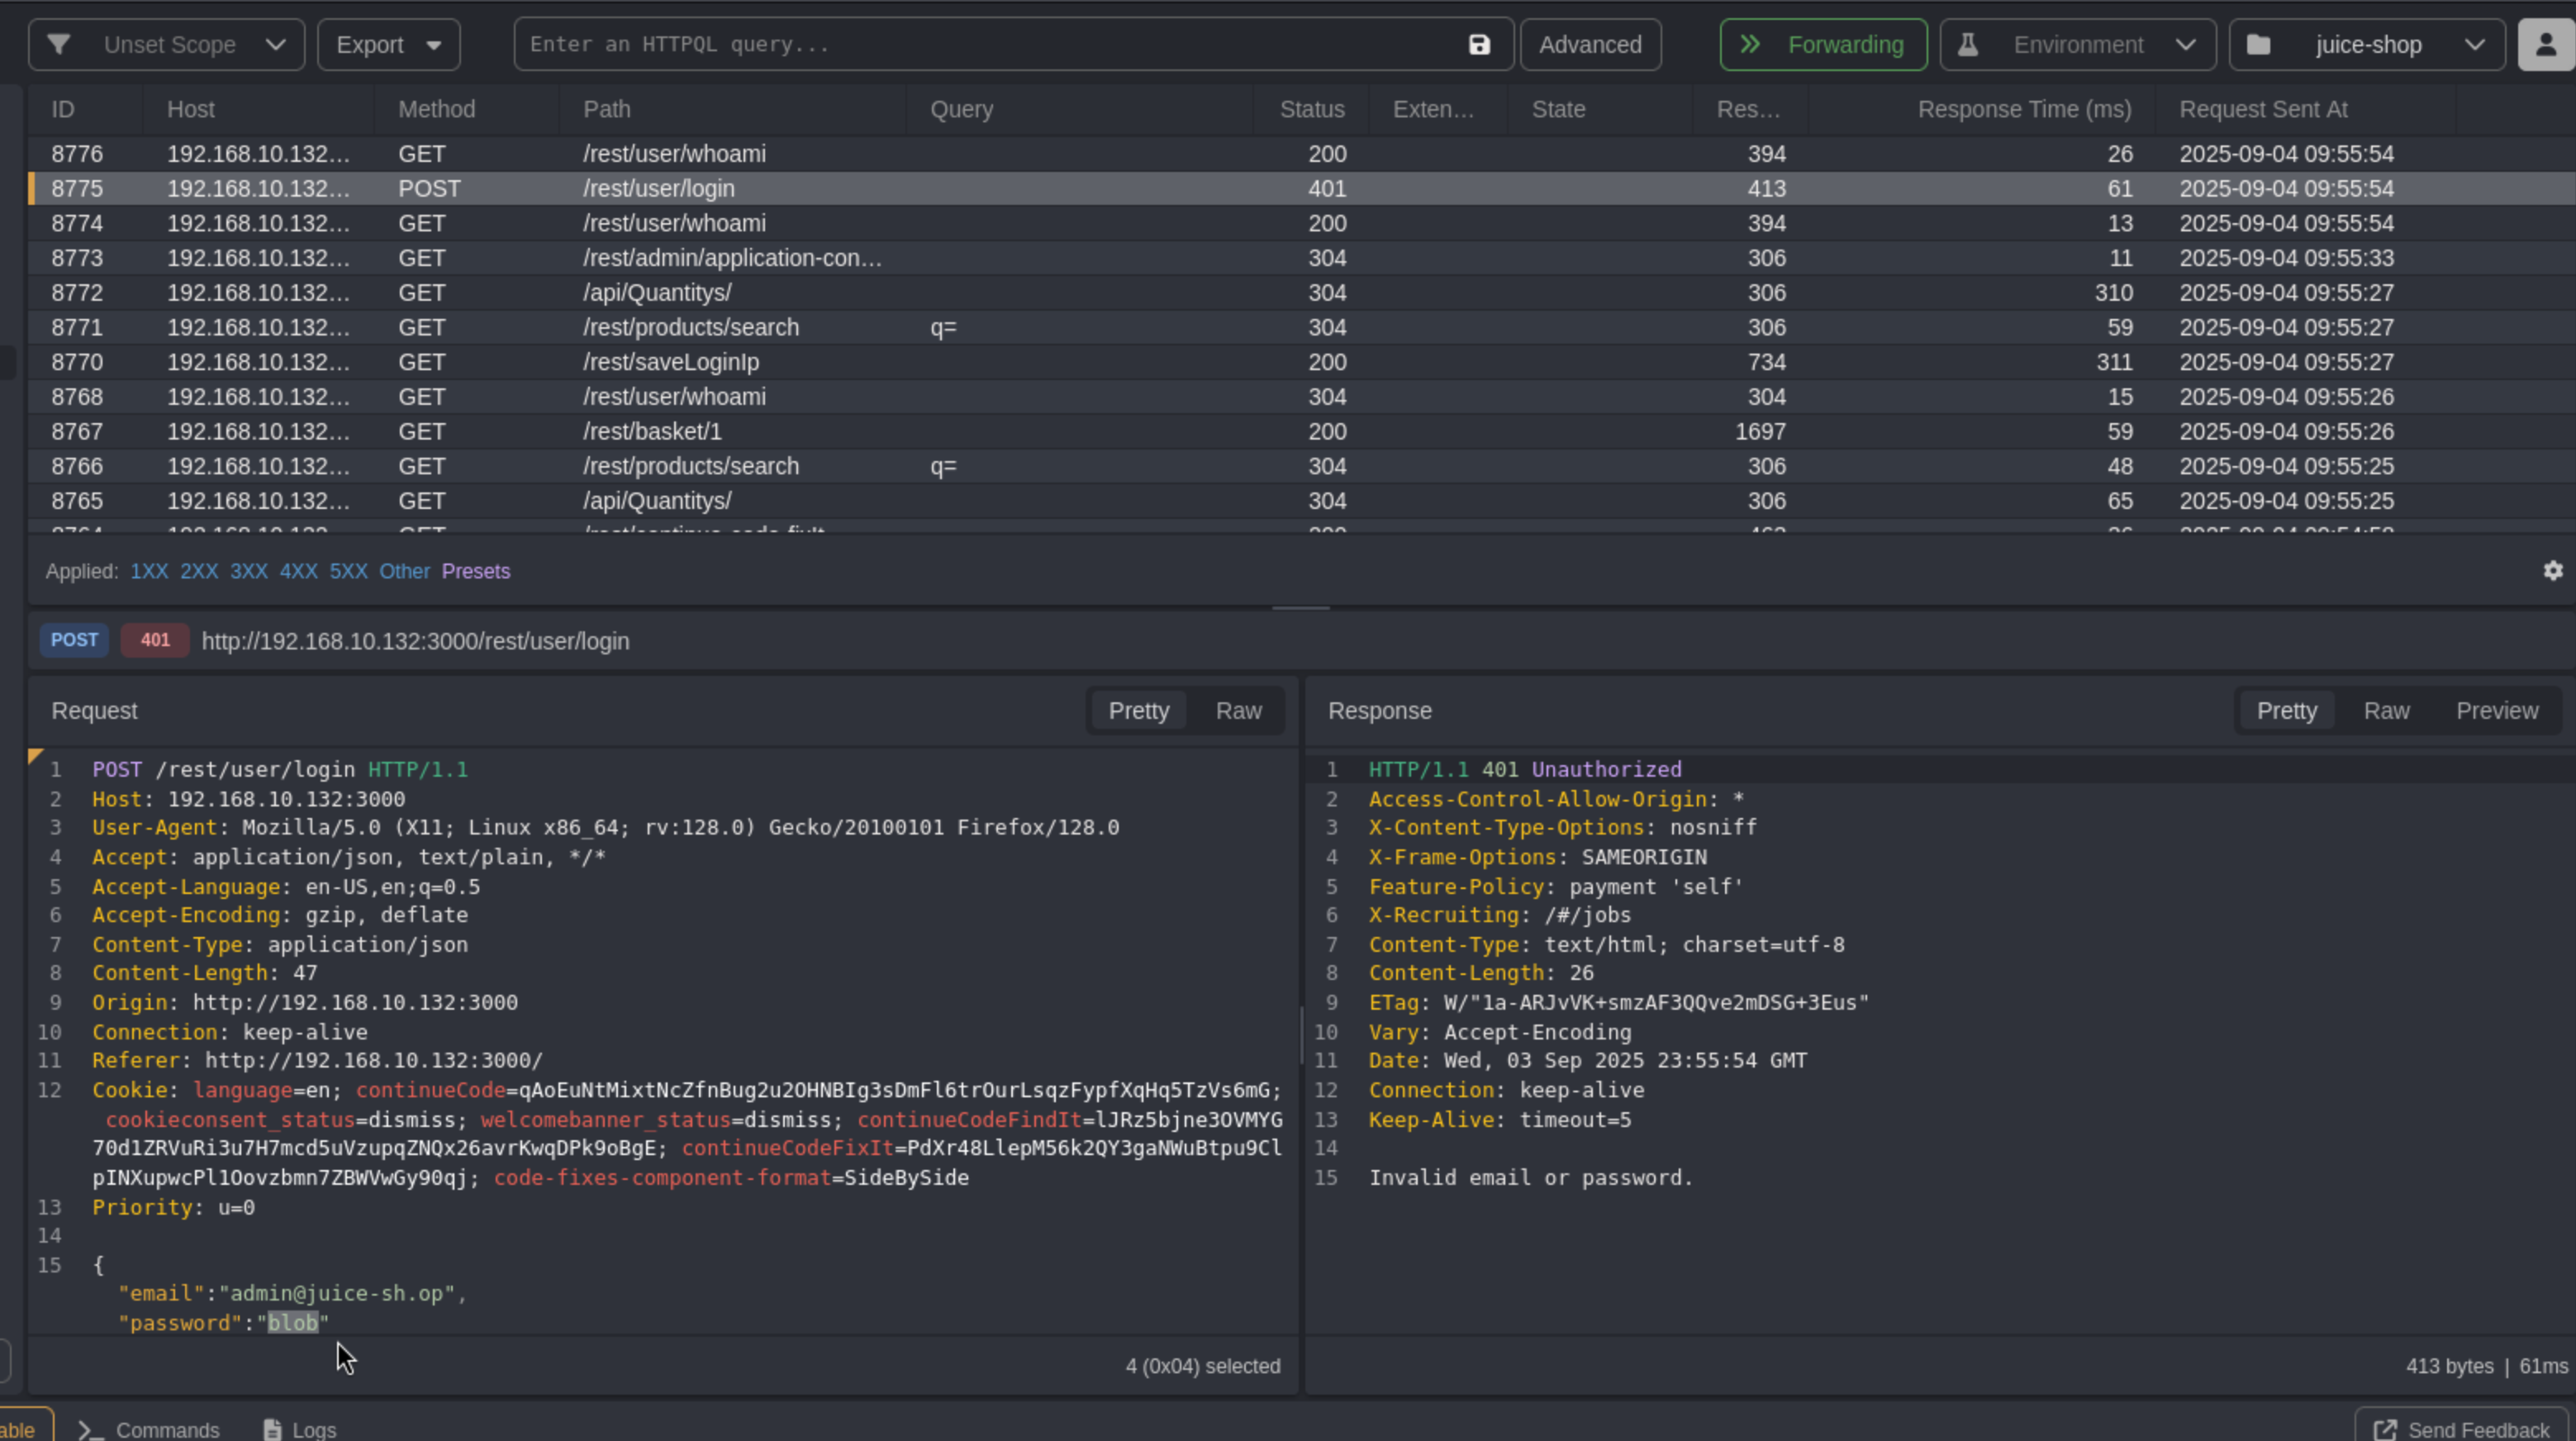 Unset Scope Export Enter an HTTPQL query... Advanced Forwarding Environment juice-shop
ID Host Method Path Query Status Exten... State Res... Response Time (ms) Request Sent At
8776 192.168.10.132... GET /rest/user/whoami 200 394 26 2025-09-04 09:55:54
8775 192.168.10.132... POST /rest/user/login 401 413 61 2025-09-04 09:55:54
8774 192.168.10.132... GET /rest/user/whoami 200 394 13 2025-09-04 09:55:54
8773 192.168.10.132... GET /rest/admin/application-con... 304 306 11 2025-09-04 09:55:33
8772 192.168.10.132... GET /api/Quantitys/ 304 306 310 2025-09-04 09:55:27
8771 192.168.10.132... GET /rest/products/search q= 304 306 59 2025-09-04 09:55:27
8770 192.168.10.132... GET /rest/saveLoginIp 200 734 311 2025-09-04 09:55:27
8768 192.168.10.132... GET /rest/user/whoami 304 304 15 2025-09-04 09:55:26
8767 192.168.10.132... GET /rest/basket/1 200 1697 59 2025-09-04 09:55:26
8766 192.168.10.132... GET /rest/products/search q= 304 306 48 2025-09-04 09:55:25
8765 192.168.10.132... GET /api/Quantitys/ 304 306 65 2025-09-04 09:55:25
Applied: 1XX 2XX 3XX 4XX 5XX Other Presets
POST 401 http://192.168.10.132:3000/rest/user/login
Request Pretty Raw
1 POST /rest/user/login HTTP/1.1
2 Host: 192.168.10.132:3000
3 User-Agent: Mozilla/5.0 (X11; Linux x86_64; rv:128.0) Gecko/20100101 Firefox/128.0
4 Accept: application/json, text/plain, */*
5 Accept-Language: en-US,en;q=0.5
6 Accept-Encoding: gzip, deflate
7 Content-Type: application/json
8 Content-Length: 47
9 Origin: http://192.168.10.132:3000
10 Connection: keep-alive
11 Referer: http://192.168.10.132:3000/
12 Cookie: language=en; continueCode=qAoEuNtMixtNcZfnBug2u2OHNBIg3sDmFl6trOurLsqzFypfXqHq5TzVs6mG;
cookieconsent_status=dismiss; welcomebanner_status=dismiss; continueCodeFindIt=lJRz5bjne3OVMYG
70d1ZRVuRi3u7H7mcd5uVzupqZNQx26avrKwqDPk9oBgE; continueCodeFixIt=PdXr48LlepM56k2QY3gaNWuBtpu9Cl
pINXupwcPl1Oovzbmn7ZBWVwGy90qj; code-fixes-component-format=SideBySide
13 Priority: u=0
14
15 {
"email":"admin@juice-sh.op",
"password":"blob"
4 (0x04) selected
Response Pretty Raw Preview
1 HTTP/1.1 401 Unauthorized
2 Access-Control-Allow-Origin: *
3 X-Content-Type-Options: nosniff
4 X-Frame-Options: SAMEORIGIN
5 Feature-Policy: payment 'self'
6 X-Recruiting: /#/jobs
7 Content-Type: text/html; charset=utf-8
8 Content-Length: 26
9 ETag: W/"1a-ARJvVK+smzAF3QQve2mDSG+3Eus"
10 Vary: Accept-Encoding
11 Date: Wed, 03 Sep 2025 23:55:54 GMT
12 Connection: keep-alive
13 Keep-Alive: timeout=5
14
15 Invalid email or password.
413 bytes | 61ms
able Commands Logs Send Feedback